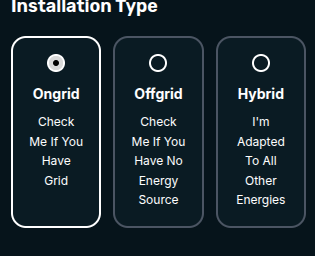 Installation Type
Ongrid
Check
Me If You
Have
Grid
Offgrid
Check
Me If You
Have No
Energy
Source
Hybrid
I'm
Adapted
To All
Other
Energies